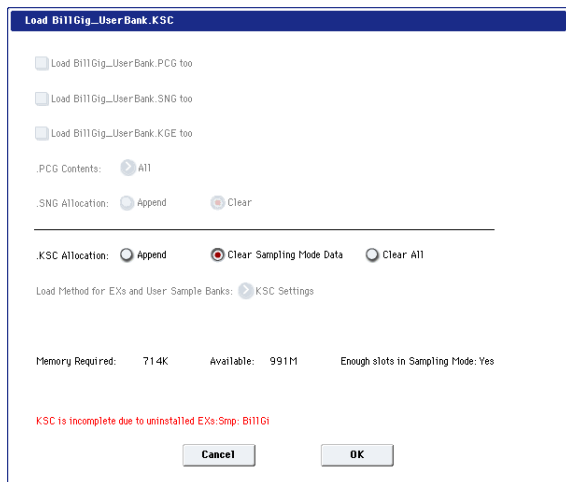 Load BillGig_UserBank.KSC
Load BillGig_UserBank.PCG too
Load BillGig_UserBank.SNG too
Load BillGig_UserBank.KGE too
.PCG Contents: All
.SNG Allocation: Append Clear
.KSC Allocation: Append Clear Sampling Mode Data Clear All
Load Method for EXs and User Sample Banks: KSC Settings
Memory Required: 714K Available: 991M Enough slots in Sampling Mode: Yes
KSC is incomplete due to uninstalled EXs:Smp: BillGi
Cancel OK